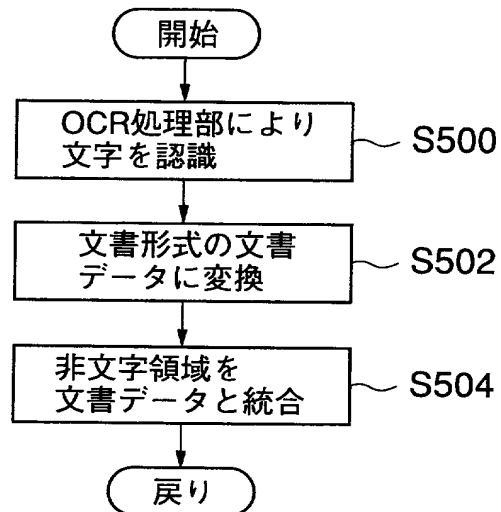 開始
OCR処理部により
文字を認識
S500
文書形式の文書
データに変換
S502
非文字領域を
文書データと統合
S504
戻り